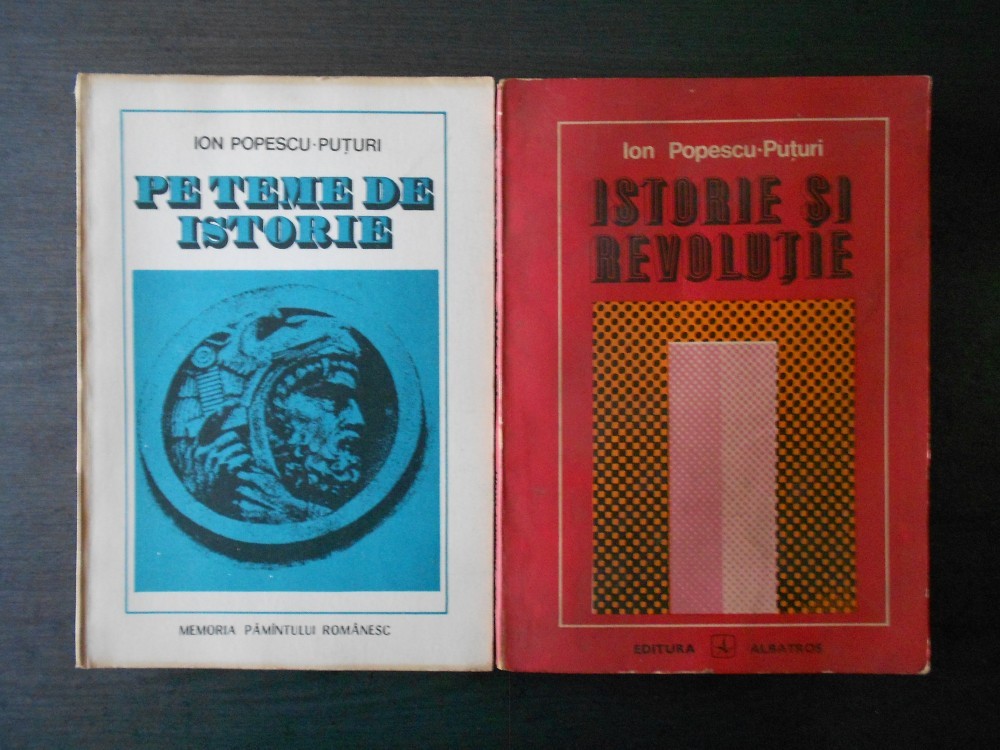 ION POPESCU·PUȚURI
PE TEME DE
ISTORIE
MEMORIA PĂMÎNTULUI ROMÂNESC
Ion Popescu·Puțuri
ISTORIE ȘI
REVOLUȚIE
EDITURA ALBATROS